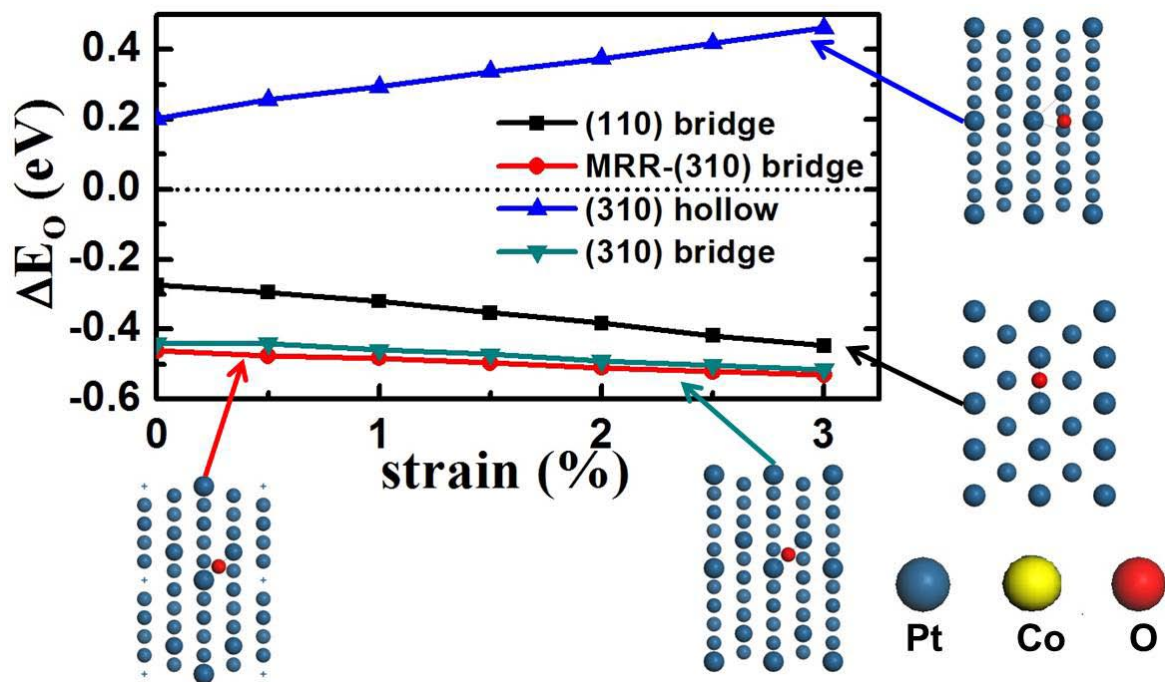 0.4
0.2
0.0
-0.2
-0.4
-0.6
ΔE_O (eV)
(110) bridge
MRR-(310) bridge
(310) hollow
(310) bridge
0 1 2 3
strain (%)
+ +
+ +
+ +
Pt Co O